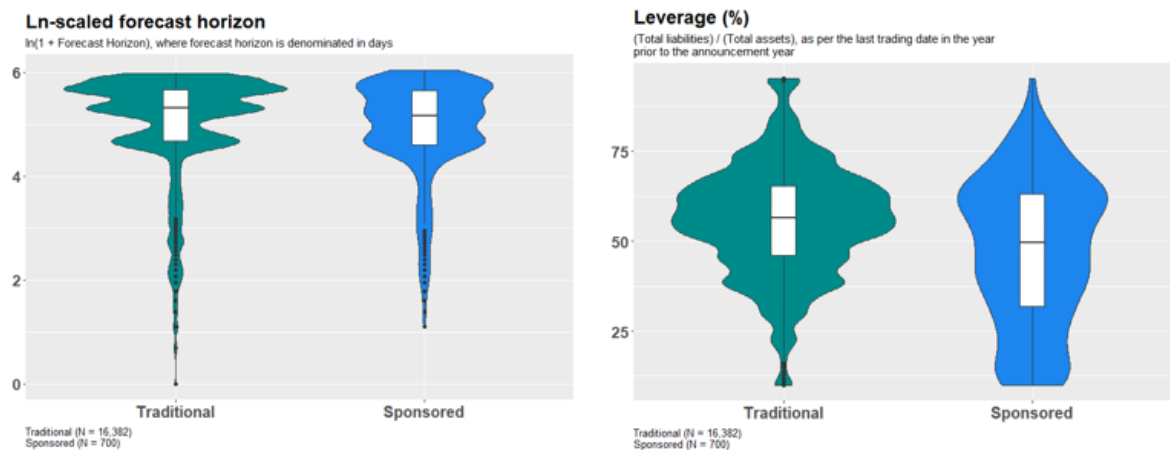 Ln-scaled forecast horizon
ln(1 + Forecast Horizon), where forecast horizon is denominated in days
6
4
2
0
Traditional
Sponsored
Traditional (N = 16,382)
Sponsored (N = 700)
Leverage (%)
(Total liabilities) / (Total assets), as per the last trading date in the year
prior to the announcement year
75
50
25
Traditional
Sponsored
Traditional (N = 16,382)
Sponsored (N = 700)